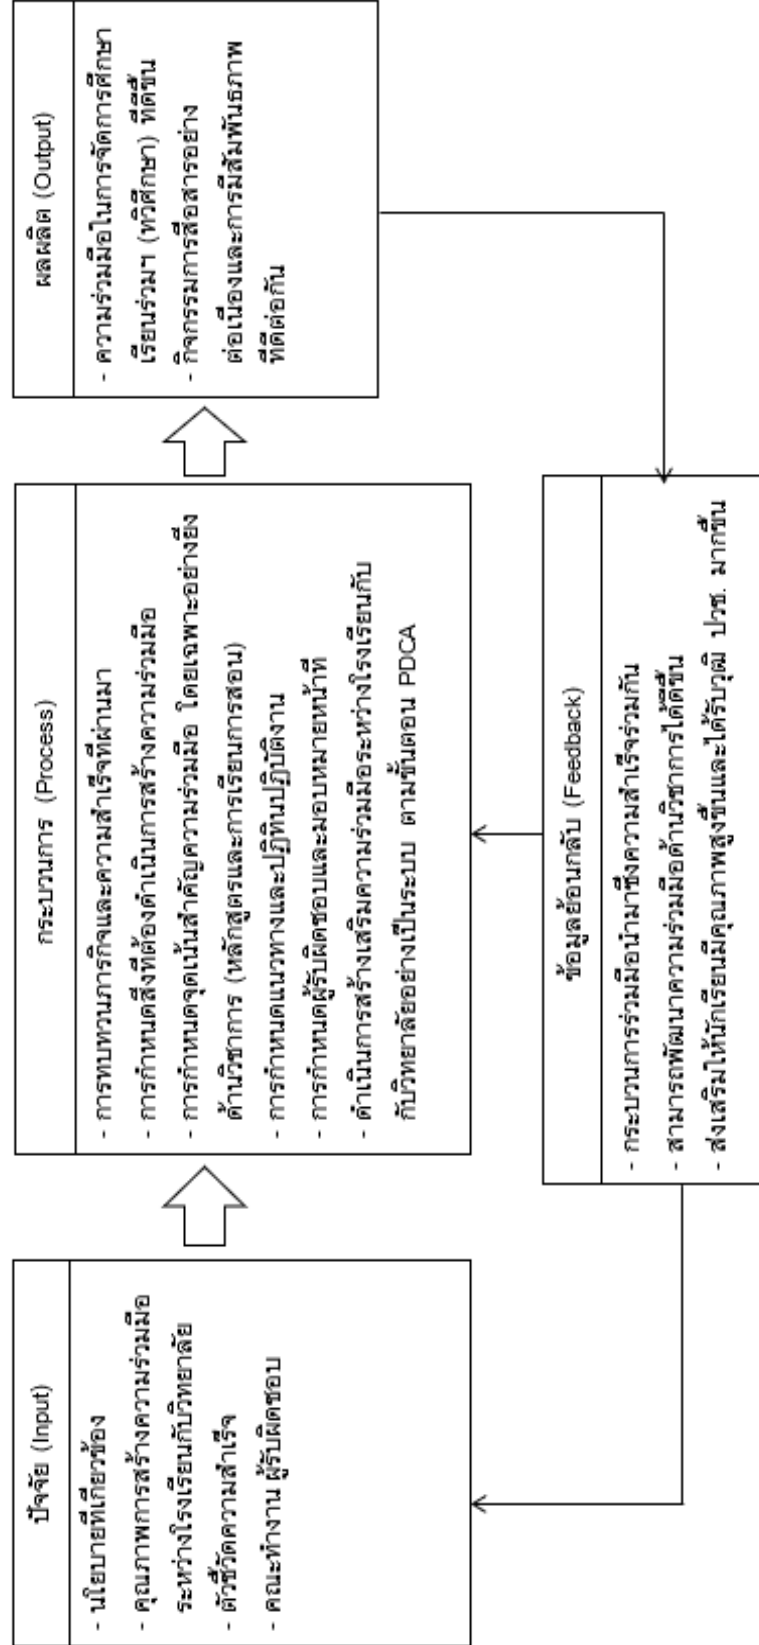 ปัจจัย (Input)
- นโยบายที่เกี่ยวข้อง
- คุณภาพการสร้างความร่วมมือ
ระหว่างโรงเรียนกับวิทยาลัย
- ตัวชี้วัดความสำเร็จ
- คณะทำงาน ผู้รับผิดชอบ
กระบวนการ (Process)
- การทบทวนภารกิจและความสำเร็จที่ผ่านมา
- การกำหนดสิ่งที่ต้องดำเนินการสร้างความร่วมมือ
- การกำหนดจุดเน้นสำคัญความร่วมมือ โดยเฉพาะอย่างยิ่ง
ด้านวิชาการ (หลักสูตรและการเรียนการสอน)
- การกำหนดแนวทางและปฏิทินปฏิบัติงาน
- การกำหนดผู้รับผิดชอบและมอบหมายหน้าที่
- ดำเนินการสร้างเสริมความร่วมมือระหว่างโรงเรียนกับ
กับวิทยาลัยอย่างเป็นระบบ ตามขั้นตอน PDCA
ผลผลิต (Output)
- ความร่วมมือในการจัดการศึกษา
เรียนร่วมฯ (ทวิศึกษา) ที่ดีขึ้น
- กิจกรรมการสื่อสารอย่าง
ต่อเนื่องและการมีสัมพันธภาพ
ที่ดีต่อกัน
ข้อมูลย้อนกลับ (Feedback)
- กระบวนการร่วมมือนำมาซึ่งความสำเร็จร่วมกัน
- สามารถพัฒนาความร่วมมือด้านวิชาการได้ดีขึ้น
- ส่งเสริมให้นักเรียนมีคุณภาพสูงขึ้นและได้รับวุฒิ ปวช. มากขึ้น